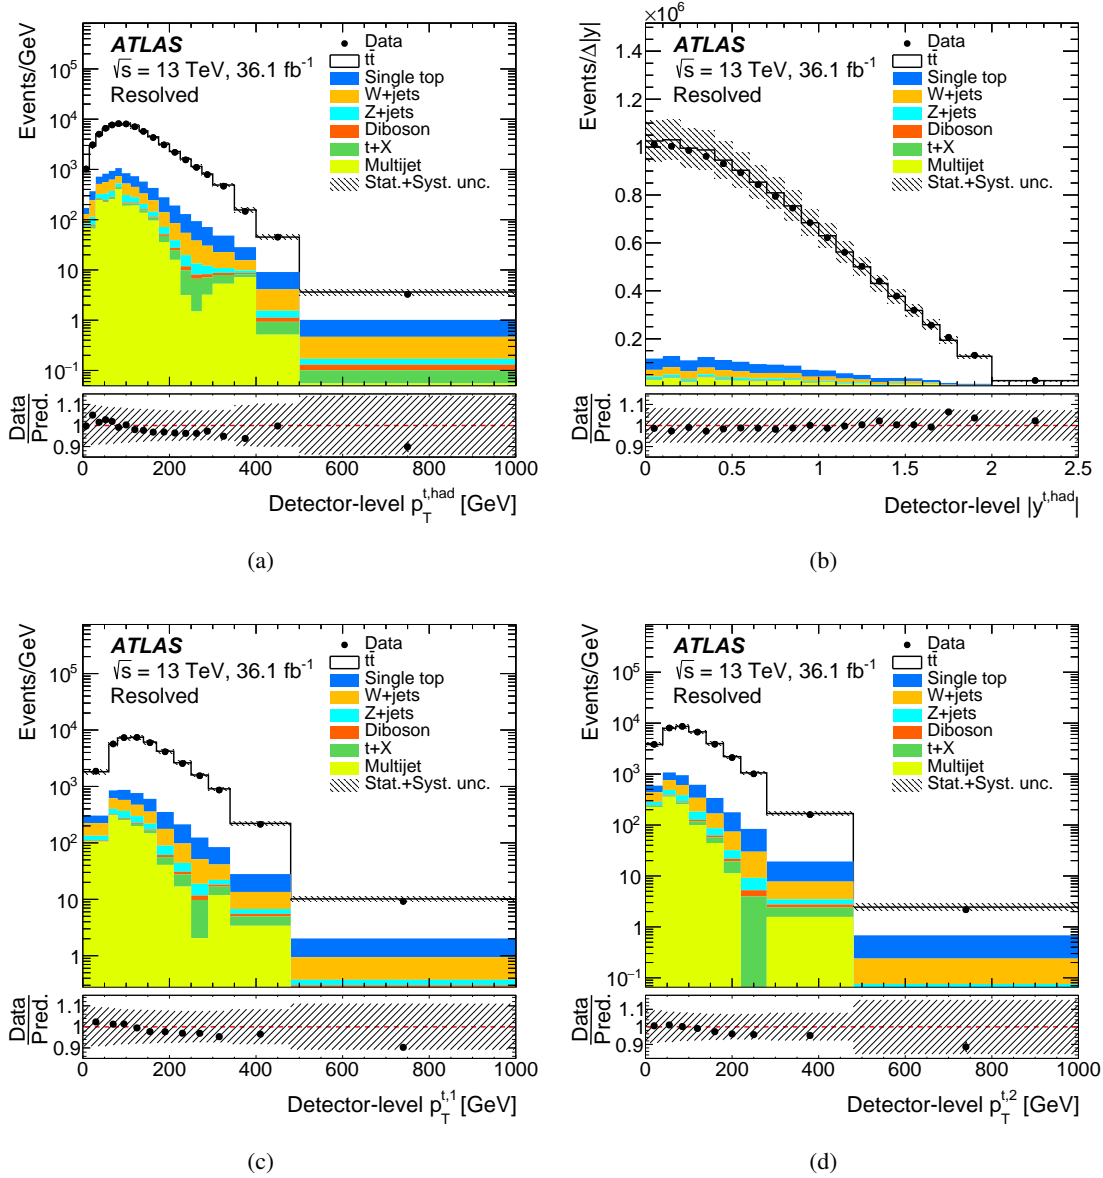 Events/GeV
10⁵
10⁴
10³
10²
10
1
10⁻¹
ATLAS
√s = 13 TeV, 36.1 fb⁻¹
Resolved
Data
tt̄
Single top
W+jets
Z+jets
Diboson
t+X
Multijet
Stat.+Syst. unc.
Data
Pred.
1.1
1
0.9
0 200 400 600 800 1000
Detector-level p_T^{t,had} [GeV]
(a)
×10⁶
Events/Δ|y|
1.4
1.2
1
0.8
0.6
0.4
0.2
ATLAS
√s = 13 TeV, 36.1 fb⁻¹
Resolved
Data
tt̄
Single top
W+jets
Z+jets
Diboson
t+X
Multijet
Stat.+Syst. unc.
Data
Pred.
1.1
1
0.9
0 0.5 1 1.5 2 2.5
Detector-level |y^{t,had}|
(b)
Events/GeV
10⁵
10⁴
10³
10²
10
1
ATLAS
√s = 13 TeV, 36.1 fb⁻¹
Resolved
Data
tt̄
Single top
W+jets
Z+jets
Diboson
t+X
Multijet
Stat.+Syst. unc.
Data
Pred.
1.1
1
0.9
0 200 400 600 800 1000
Detector-level p_T^{t,1} [GeV]
(c)
Events/GeV
10⁵
10⁴
10³
10²
10
1
10⁻¹
ATLAS
√s = 13 TeV, 36.1 fb⁻¹
Resolved
Data
tt̄
Single top
W+jets
Z+jets
Diboson
t+X
Multijet
Stat.+Syst. unc.
Data
Pred.
1.1
1
0.9
0 200 400 600 800 1000
Detector-level p_T^{t,2} [GeV]
(d)